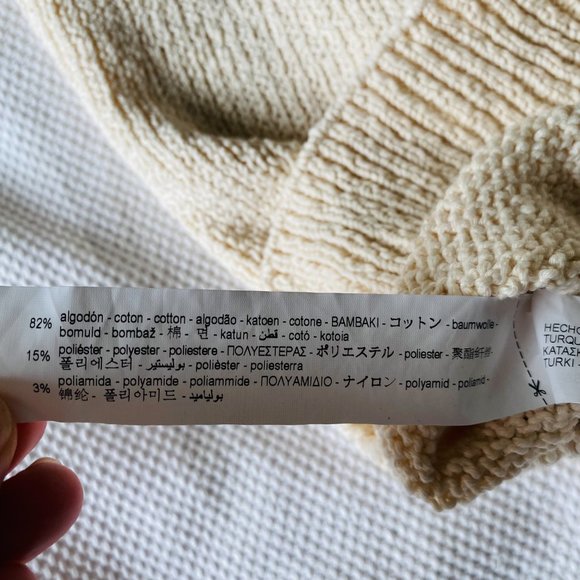 82% algodón - coton - cotton - algodão - katoen - cotone - BAMBAKI - コットン - baumwolle -
bomuld - bombaž - 棉 - 면 - katun - قطن - cotó - kotoia
15% poliéster - polyester - poliestere - ΠΟΛΥΕΣΤΕΡΑΣ - ポリエステル - poliester - 聚酯纤维 -
폴리에스터 - بوليستير - polièster - poliesterra
3% poliamida - polyamide - poliammide - ΠΟΛΥΑΜΙΔΙΟ - ナイロン - polyamid - poliamid -
锦纶 - 폴리아미드 - بولياميد
HECHO
TURQU
ΚΑΤΑΣΚ
TURKI -